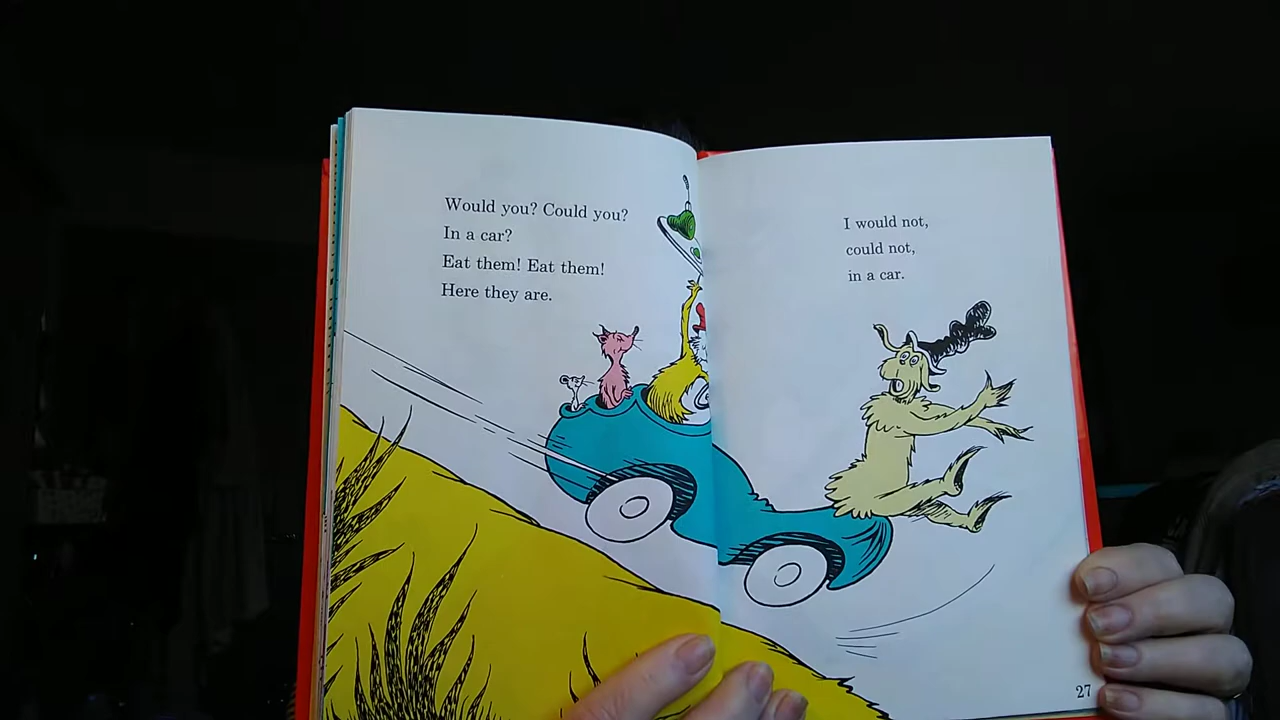 Would you? Could you?
In a car?
Eat them! Eat them!
Here they are.
I would not,
could not,
in a car.
27